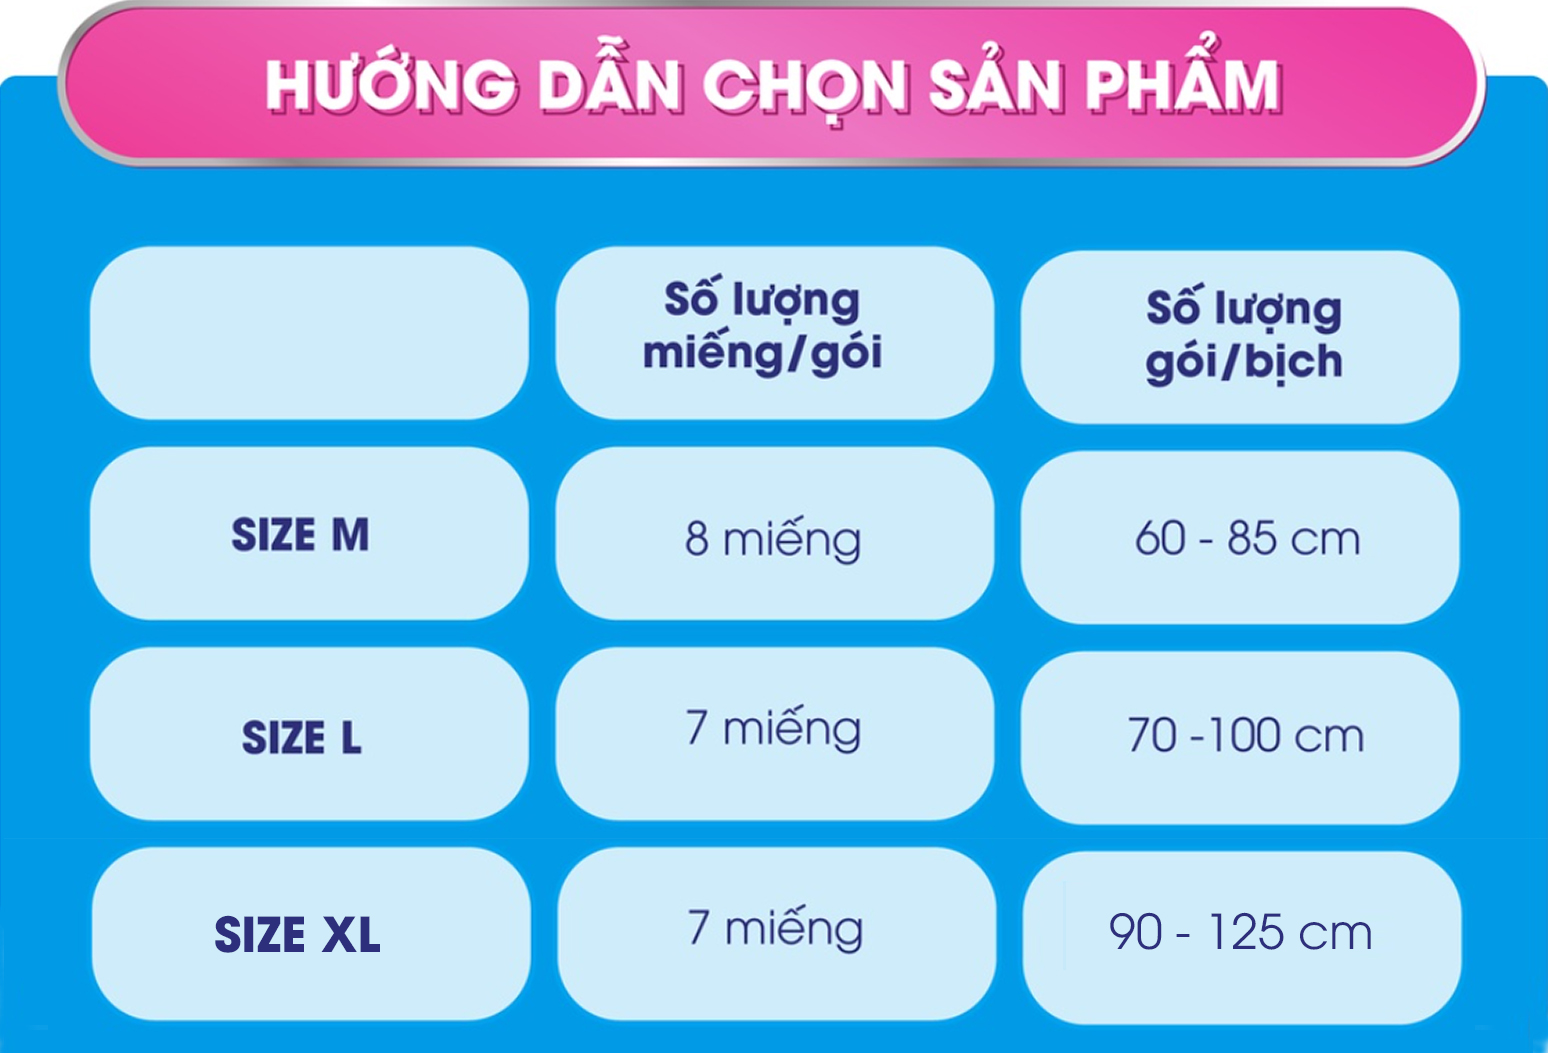 HƯỚNG DẪN CHỌN SẢN PHẨM
Số lượng
miếng/gói
Số lượng
gói/bịch
SIZE M
8 miếng
60 - 85 cm
SIZE L
7 miếng
70 -100 cm
SIZE XL
7 miếng
90 - 125 cm